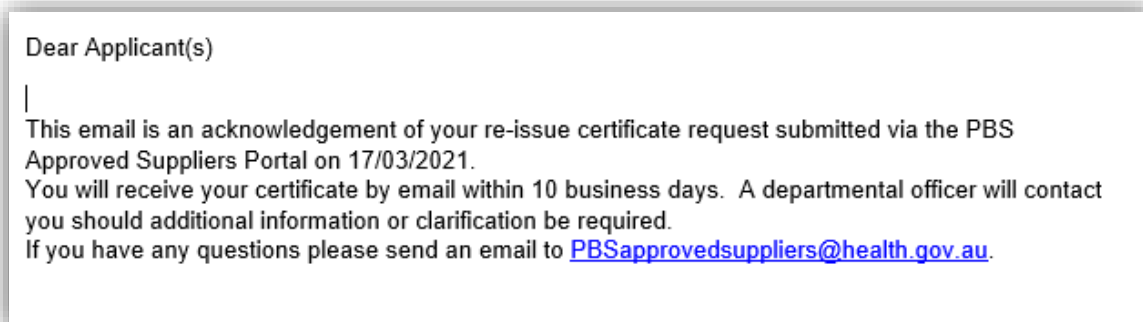 Dear Applicant(s)
This email is an acknowledgement of your re-issue certificate request submitted via the PBS
Approved Suppliers Portal on 17/03/2021.
You will receive your certificate by email within 10 business days.  A departmental officer will contact
you should additional information or clarification be required.
If you have any questions please send an email to PBSapprovedsuppliers@health.gov.au.